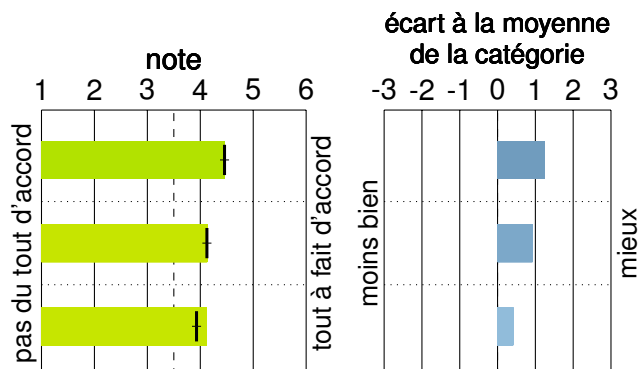 note
1 2 3 4 5 6
pas du tout d'accord
tout à fait d'accord
écart à la moyenne
de la catégorie
-3 -2 -1 0 1 2 3
moins bien
mieux